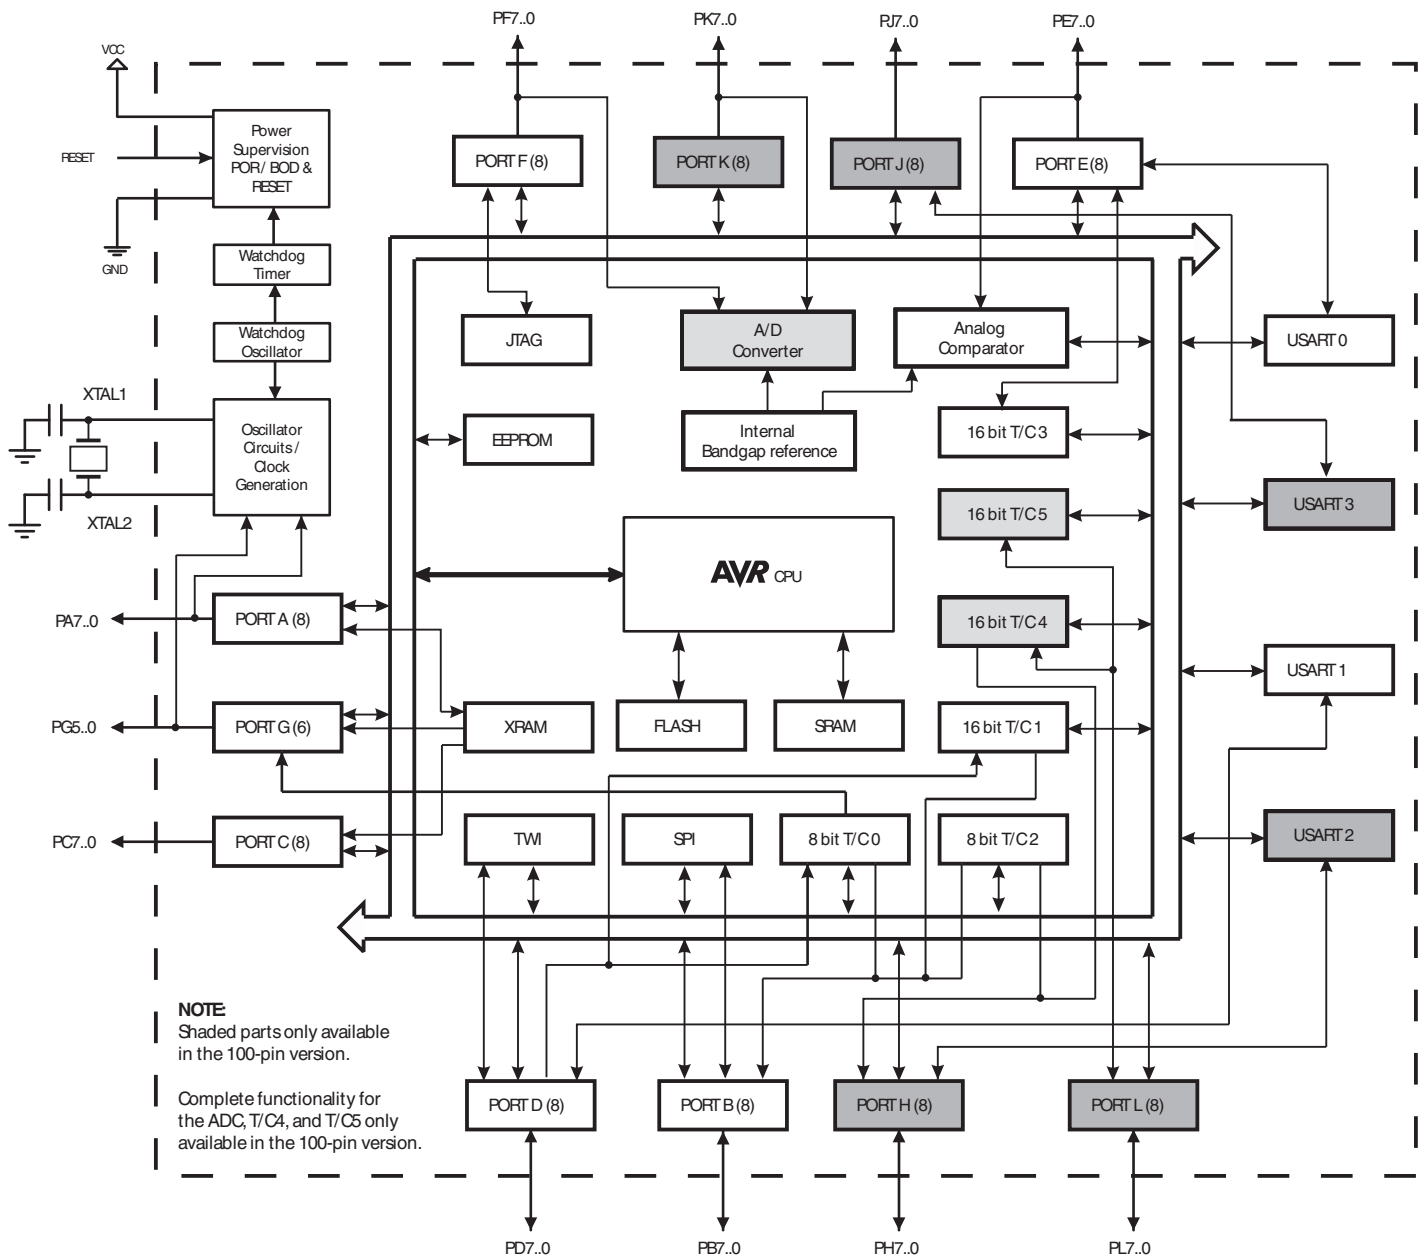 PF7..0
PK7..0
PJ7..0
PE7..0
VCC
RESET
GND
Power
Supervision
POR / BOD &
RESET
Watchdog
Timer
Watchdog
Oscillator
XTAL1
XTAL2
Oscillator
Circuits /
Clock
Generation
PORT F (8)
PORT K (8)
PORT J (8)
PORT E (8)
JTAG
A/D
Converter
Analog
Comparator
USART 0
EEPROM
Internal
Bandgap reference
16 bit T/C 3
16 bit T/C 5
USART 3
AVR CPU
PA7..0
PORT A (8)
16 bit T/C 4
USART 1
PG5..0
PORT G (6)
XRAM
FLASH
SRAM
16 bit T/C 1
PC7..0
PORT C (8)
TWI
SPI
8 bit T/C 0
8 bit T/C 2
USART 2
NOTE:
Shaded parts only available
in the 100-pin version.
Complete functionality for
the ADC, T/C4, and T/C5 only
available in the 100-pin version.
PORT D (8)
PORT B (8)
PORT H (8)
PORT L (8)
PD7..0
PB7..0
PH7..0
PL7..0